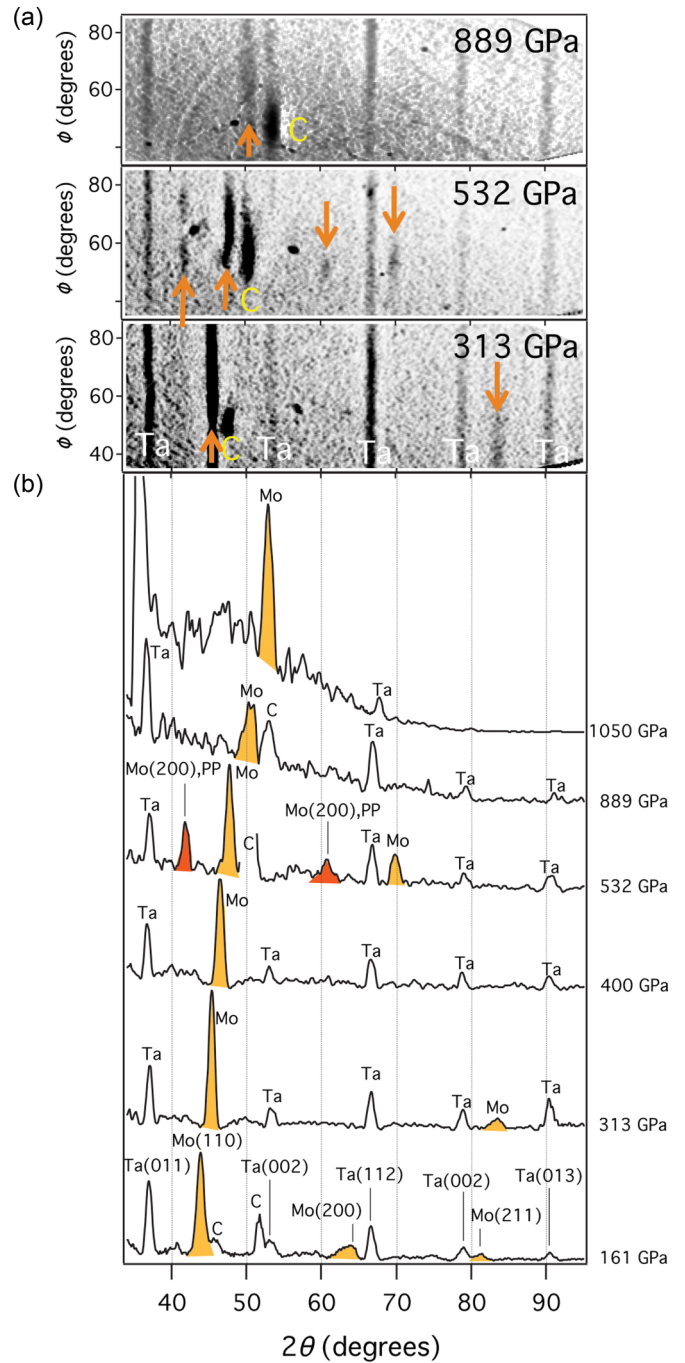 (a)
80
60
ϕ (degrees)
889 GPa
C
80
60
ϕ (degrees)
532 GPa
C
80
60
40
ϕ (degrees)
313 GPa
Ta C Ta Ta Ta Ta
(b)
Mo
Ta
1050 GPa
Ta
Mo
C
Ta
Ta
Ta
889 GPa
Mo(200),PP
Mo
Mo(200),PP
Ta
C
Ta
Mo
Ta
Ta
532 GPa
Ta
Mo
Ta
Ta
Ta
Ta
400 GPa
Ta
Mo
Ta
Ta
Ta
Mo
Ta
313 GPa
Mo(110)
Ta(011)
C
C
Ta(002)
Mo(200)
Ta(112)
Ta(002)
Mo(211)
Ta(013)
161 GPa
40 50 60 70 80 90
2θ (degrees)